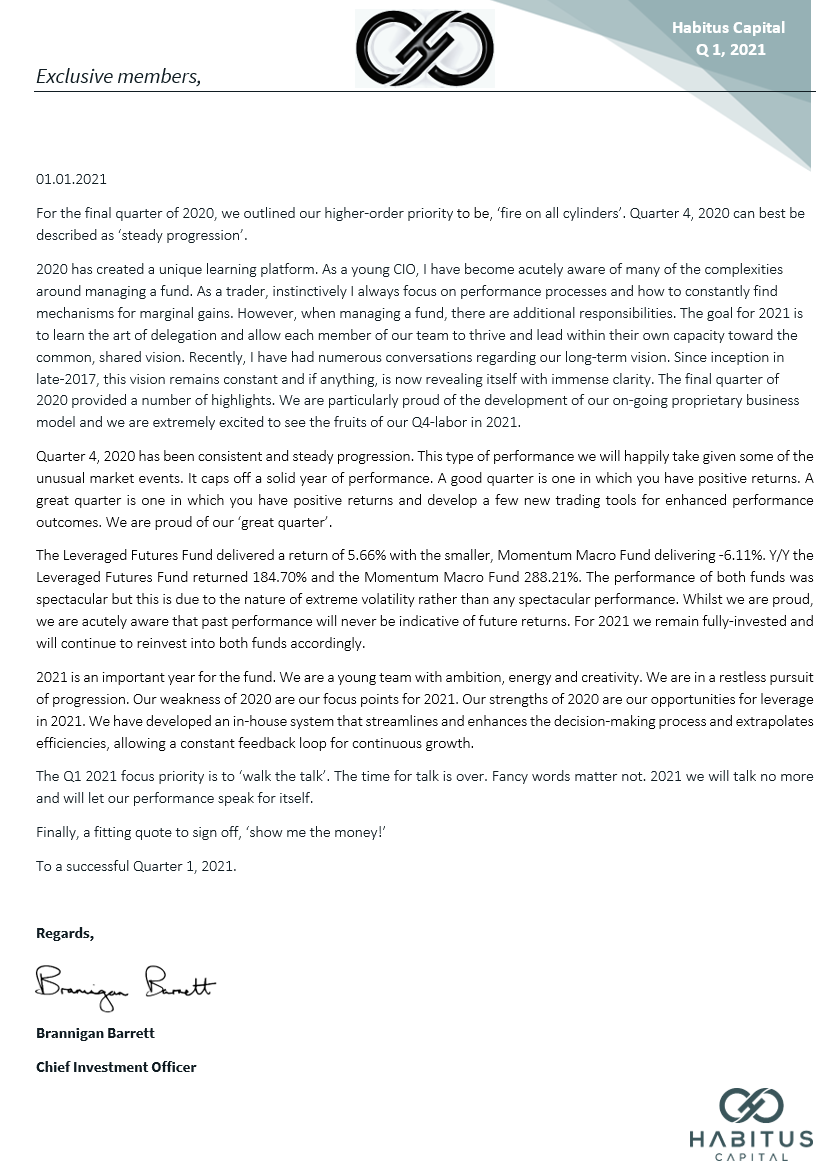 Habitus Capital
Q 1, 2021
Exclusive members,
01.01.2021
For the final quarter of 2020, we outlined our higher-order priority to be, ‘fire on all cylinders’. Quarter 4, 2020 can best be
described as ‘steady progression’.
2020 has created a unique learning platform. As a young CIO, I have become acutely aware of many of the complexities
around managing a fund. As a trader, instinctively I always focus on performance processes and how to constantly find
mechanisms for marginal gains. However, when managing a fund, there are additional responsibilities. The goal for 2021 is
to learn the art of delegation and allow each member of our team to thrive and lead within their own capacity toward the
common, shared vision. Recently, I have had numerous conversations regarding our long-term vision. Since inception in
late-2017, this vision remains constant and if anything, is now revealing itself with immense clarity. The final quarter of
2020 provided a number of highlights. We are particularly proud of the development of our on-going proprietary business
model and we are extremely excited to see the fruits of our Q4-labor in 2021.
Quarter 4, 2020 has been consistent and steady progression. This type of performance we will happily take given some of the
unusual market events. It caps off a solid year of performance. A good quarter is one in which you have positive returns. A
great quarter is one in which you have positive returns and develop a few new trading tools for enhanced performance
outcomes. We are proud of our ‘great quarter’.
The Leveraged Futures Fund delivered a return of 5.66% with the smaller, Momentum Macro Fund delivering -6.11%. Y/Y the
Leveraged Futures Fund returned 184.70% and the Momentum Macro Fund 288.21%. The performance of both funds was
spectacular but this is due to the nature of extreme volatility rather than any spectacular performance. Whilst we are proud,
we are acutely aware that past performance will never be indicative of future returns. For 2021 we remain fully-invested and
will continue to reinvest into both funds accordingly.
2021 is an important year for the fund. We are a young team with ambition, energy and creativity. We are in a restless pursuit
of progression. Our weakness of 2020 are our focus points for 2021. Our strengths of 2020 are our opportunities for leverage
in 2021. We have developed an in-house system that streamlines and enhances the decision-making process and extrapolates
efficiencies, allowing a constant feedback loop for continuous growth.
The Q1 2021 focus priority is to ‘walk the talk’. The time for talk is over. Fancy words matter not. 2021 we will talk no more
and will let our performance speak for itself.
Finally, a fitting quote to sign off, ‘show me the money!’
To a successful Quarter 1, 2021.
Regards,
Brannigan Barrett
Brannigan Barrett
Chief Investment Officer
HABITUS
CAPITAL